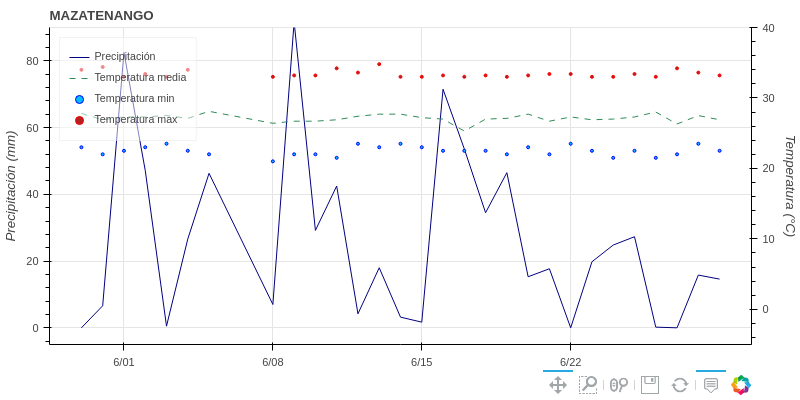 MAZATENANGO
Precipitación
Temperatura media
Temperatura min
Temperatura max
Precipitación (mm)
80
60
40
20
0
Temperatura (°C)
40
30
20
10
0
6/01
6/08
6/15
6/22